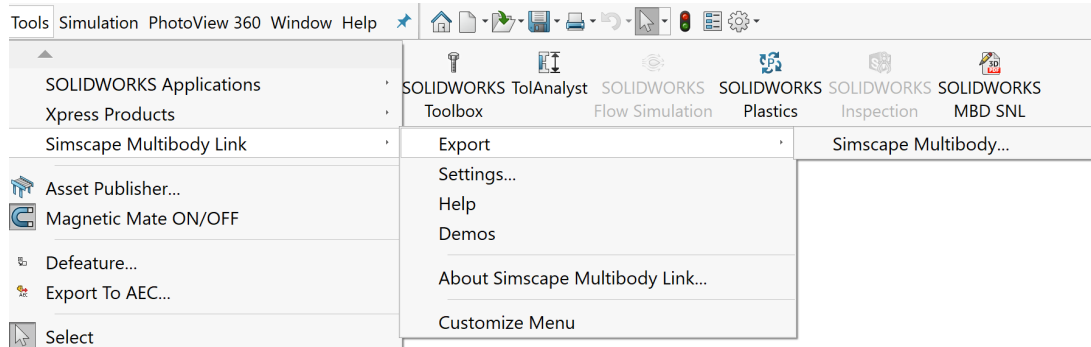 Tools Simulation PhotoView 360 Window Help
SOLIDWORKS Applications
Xpress Products
Simscape Multibody Link
Asset Publisher...
Magnetic Mate ON/OFF
Defeature...
Export To AEC...
Select
SOLIDWORKS Toolbox
TolAnalyst
SOLIDWORKS Flow Simulation
SOLIDWORKS Plastics
SOLIDWORKS Inspection
SOLIDWORKS MBD SNL
Export
Settings...
Help
Demos
About Simscape Multibody Link...
Customize Menu
Simscape Multibody...